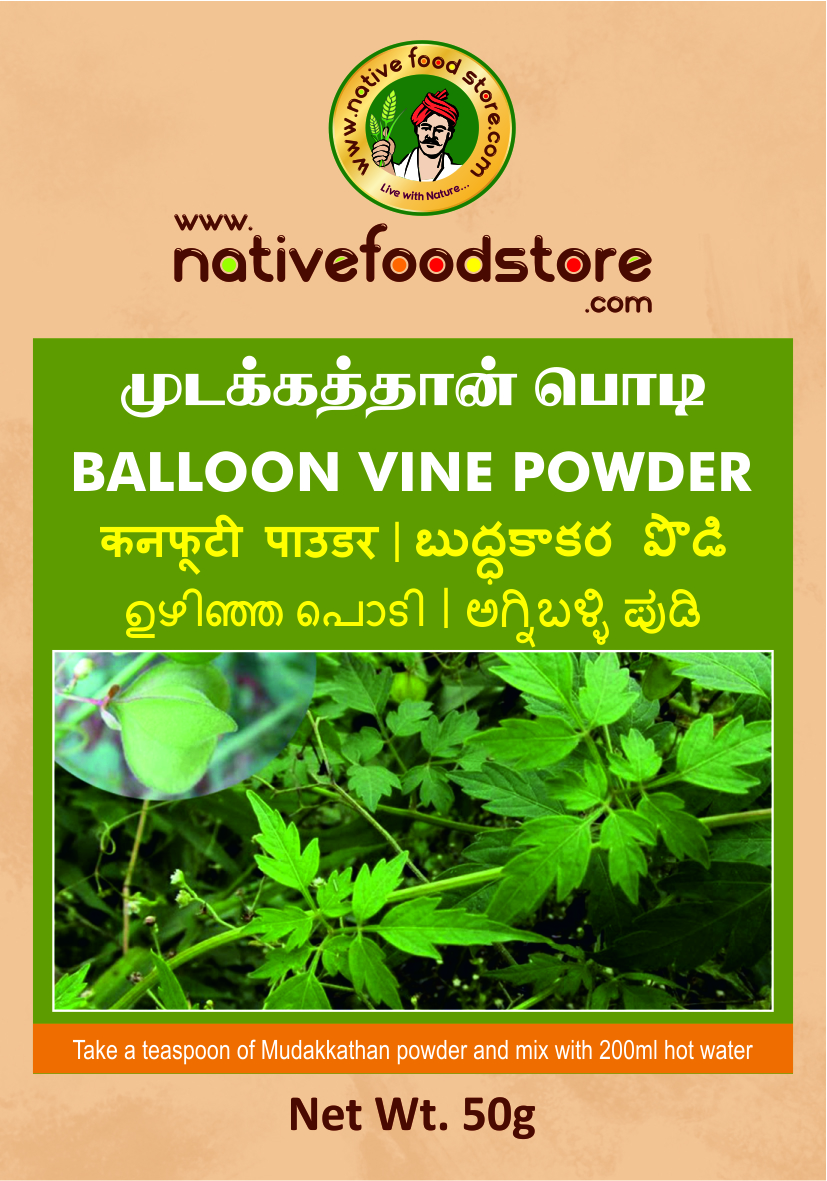 www.native food store.com
Live with Nature...
www.
nativefoodstore
.com
முடக்கத்தான் பொடி
BALLOON VINE POWDER
कनफूटी पाउडर | బుద్ధకాకర పొడి
ഉഴിഞ്ഞ പൊടി | ಅಗ್ನಿಬಳ್ಳಿ ಪುಡಿ
Take a teaspoon of Mudakkathan powder and mix with 200ml hot water
Net Wt. 50g